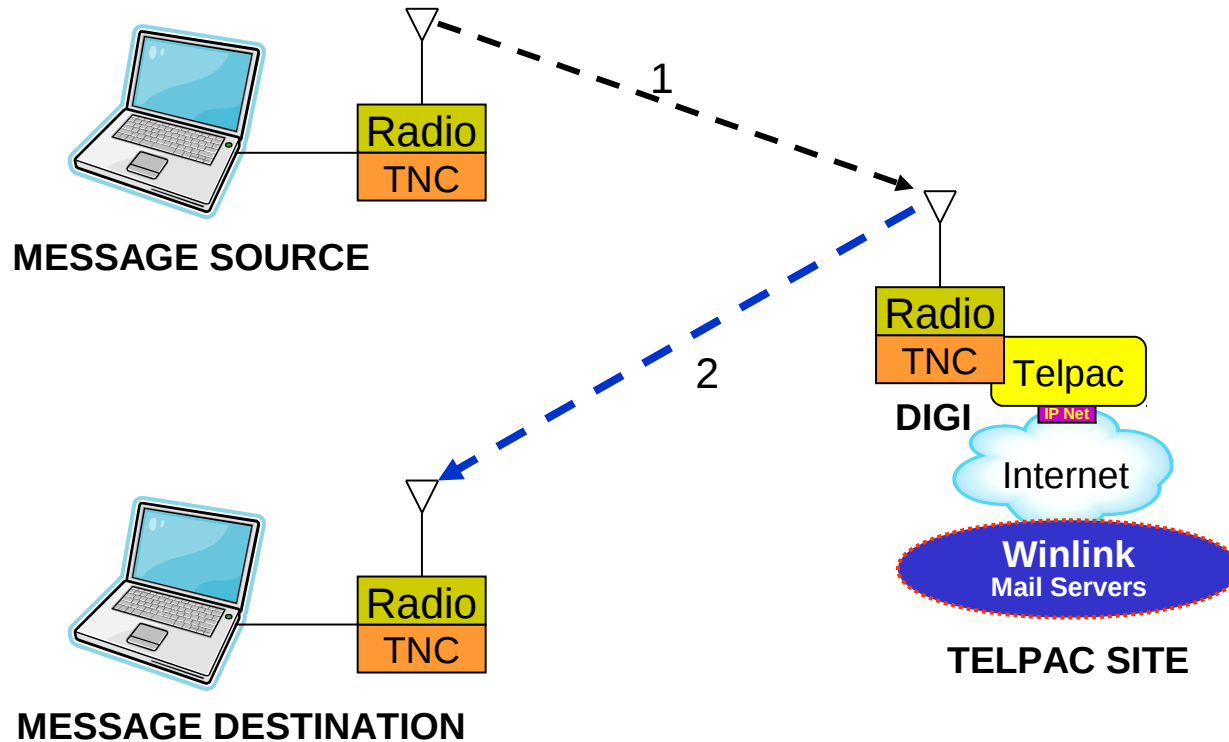 1
Radio
TNC
MESSAGE SOURCE
Radio
TNC
2
Telpac
DIGI
IP Net
Internet
Winlink
Mail Servers
Radio
TNC
TELPAC SITE
MESSAGE DESTINATION